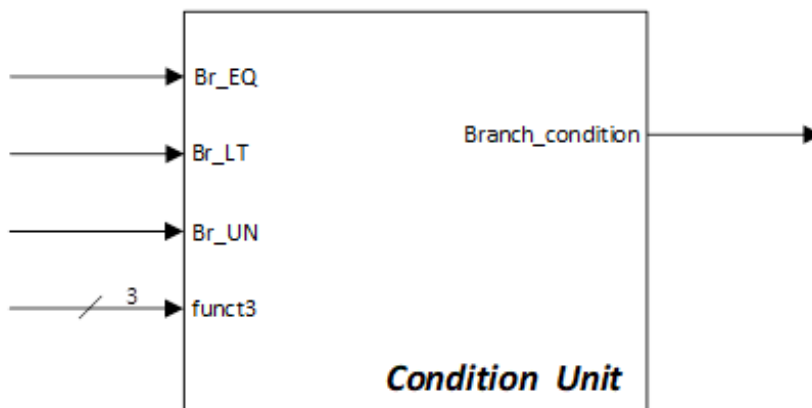 Br_EQ
Branch_condition
Br_LT
Br_UN
3
funct3
Condition Unit